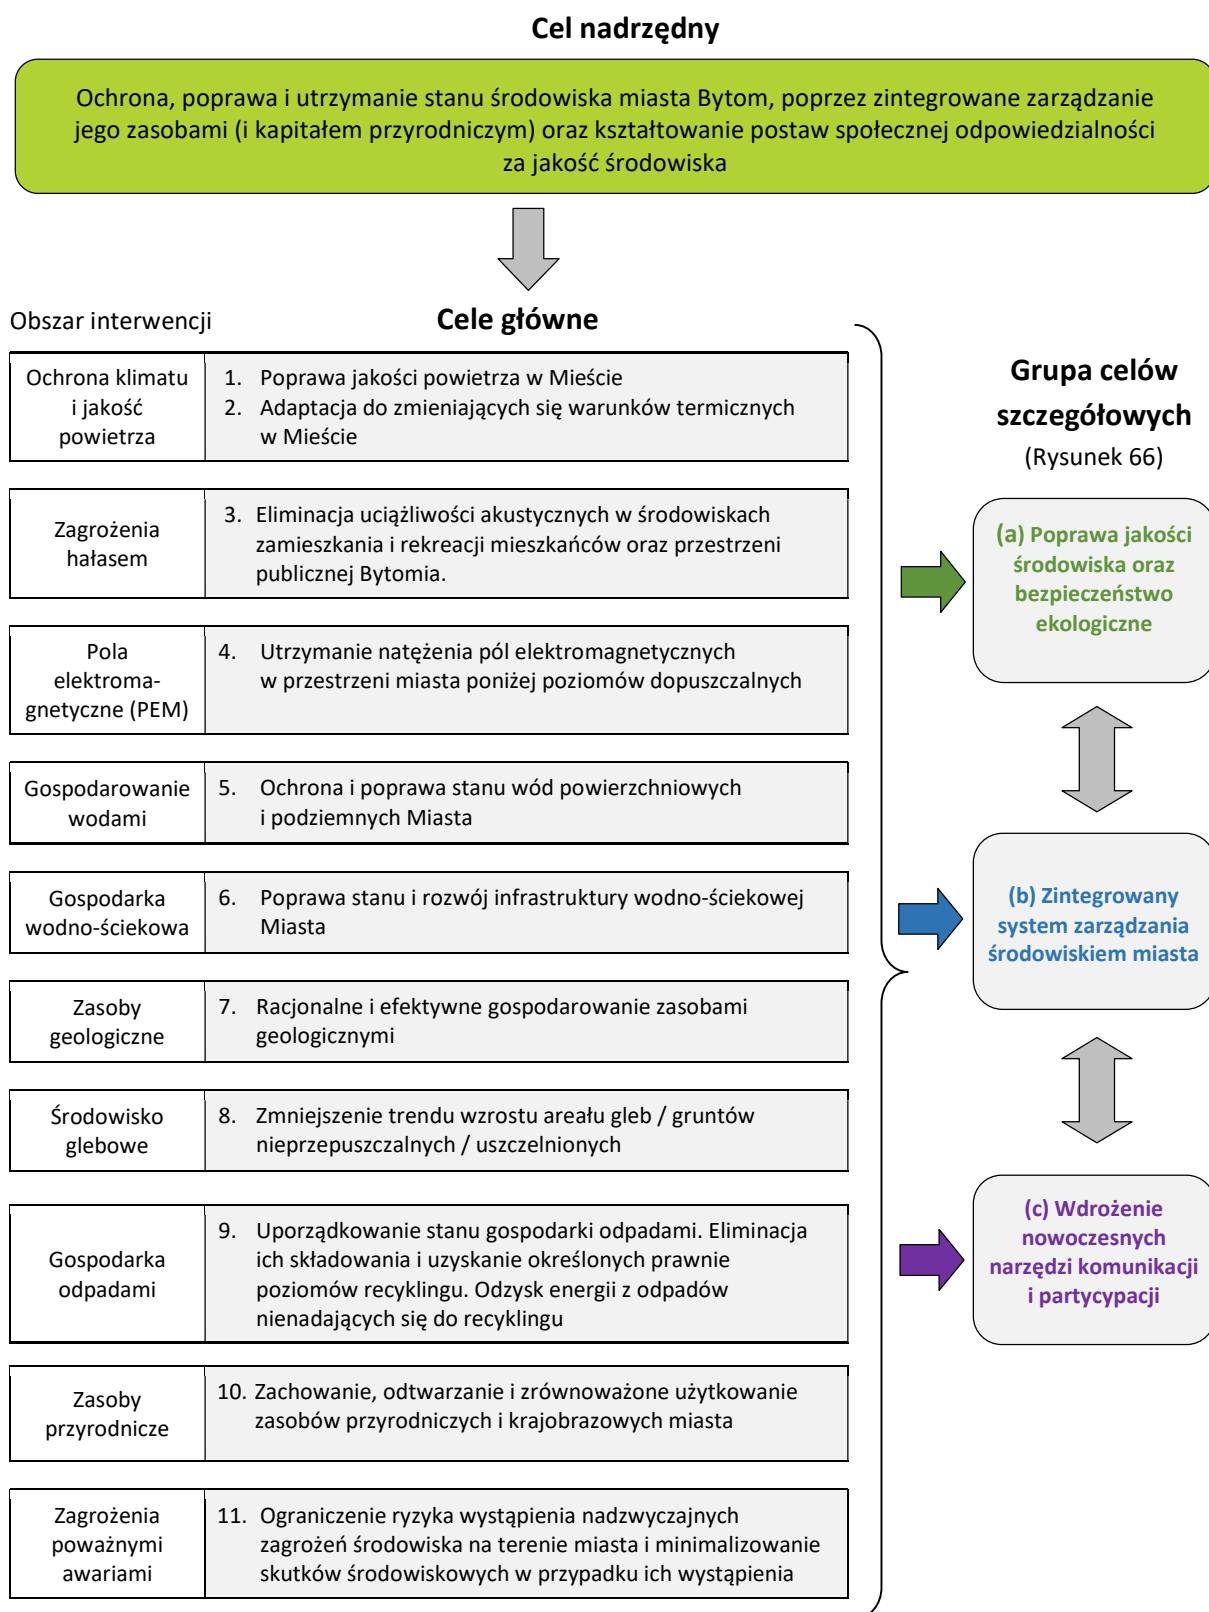 Cel nadrzędny
Ochrona, poprawa i utrzymanie stanu środowiska miasta Bytom, poprzez zintegrowane zarządzanie
jego zasobami (i kapitałem przyrodniczym) oraz kształtowanie postaw społecznej odpowiedzialności
za jakość środowiska
Obszar interwencji
Cele główne
Ochrona klimatu
i jakość
powietrza
1. Poprawa jakości powietrza w Mieście
2. Adaptacja do zmieniających się warunków termicznych
w Mieście
Zagrożenia
hałasem
3. Eliminacja uciążliwości akustycznych w środowiskach
zamieszkania i rekreacji mieszkańców oraz przestrzeni
publicznej Bytomia.
Pola
elektroma-
gnetyczne (PEM)
4. Utrzymanie natężenia pól elektromagnetycznych
w przestrzeni miasta poniżej poziomów dopuszczalnych
Gospodarowanie
wodami
5. Ochrona i poprawa stanu wód powierzchniowych
i podziemnych Miasta
Gospodarka
wodno-ściekowa
6. Poprawa stanu i rozwój infrastruktury wodno-ściekowej
Miasta
Zasoby
geologiczne
7. Racjonalne i efektywne gospodarowanie zasobami
geologicznymi
Środowisko
glebowe
8. Zmniejszenie trendu wzrostu areału gleb / gruntów
nieprzepuszczalnych / uszczelnionych
Gospodarka
odpadami
9. Uporządkowanie stanu gospodarki odpadami. Eliminacja
ich składowania i uzyskanie określonych prawnie
poziomów recyklingu. Odzysk energii z odpadów
nienadających się do recyklingu
Zasoby
przyrodnicze
10. Zachowanie, odtwarzanie i zrównoważone użytkowanie
zasobów przyrodniczych i krajobrazowych miasta
Zagrożenia
poważnymi
awariami
11. Ograniczenie ryzyka wystąpienia nadzwyczajnych
zagrożeń środowiska na terenie miasta i minimalizowanie
skutków środowiskowych w przypadku ich wystąpienia
Grupa celów
szczegółowych
(Rysunek 66)
(a) Poprawa jakości
środowiska oraz
bezpieczeństwo
ekologiczne
(b) Zintegrowany
system zarządzania
środowiskiem miasta
(c) Wdrożenie
nowoczesnych
narzędzi komunikacji
i partycypacji